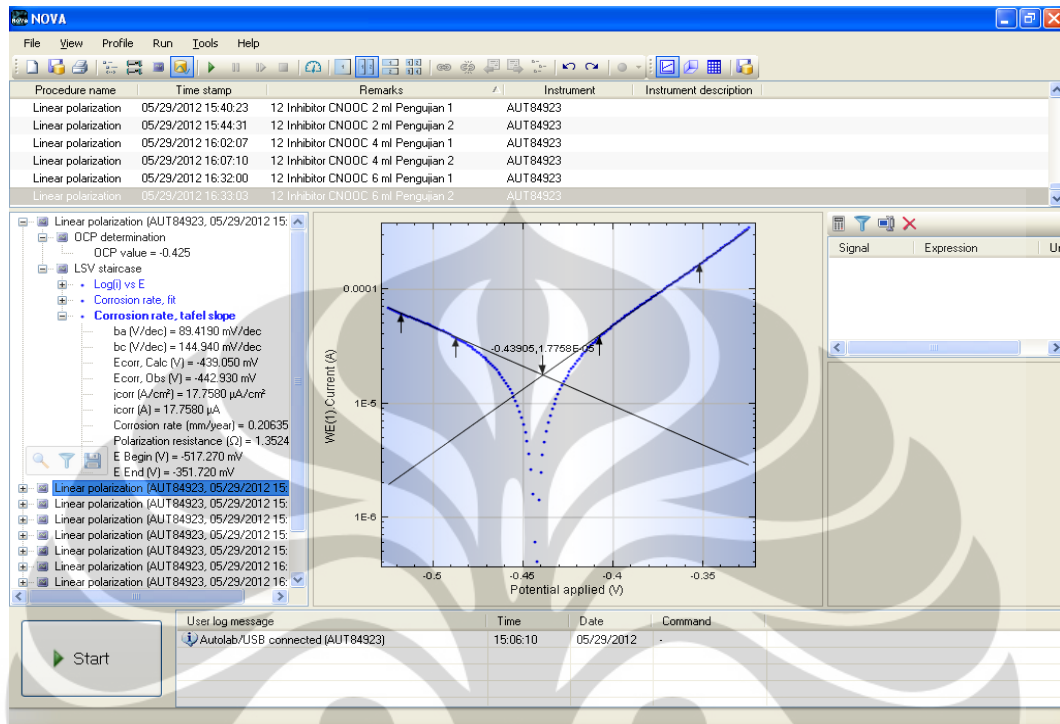 NOVA
File View Profile Run Tools Help
Procedure name Time stamp Remarks / Instrument Instrument description
Linear polarization 05/29/2012 15:40:23 12 Inhibitor CNOOC 2 ml Pengujian 1 AUT84923
Linear polarization 05/29/2012 15:44:31 12 Inhibitor CNOOC 2 ml Pengujian 2 AUT84923
Linear polarization 05/29/2012 16:02:07 12 Inhibitor CNOOC 4 ml Pengujian 1 AUT84923
Linear polarization 05/29/2012 16:07:10 12 Inhibitor CNOOC 4 ml Pengujian 2 AUT84923
Linear polarization 05/29/2012 16:32:00 12 Inhibitor CNOOC 6 ml Pengujian 1 AUT84923
Linear polarization 05/29/2012 16:33:03 12 Inhibitor CNOOC 6 ml Pengujian 2 AUT84923
Linear polarization (AUT84923, 05/29/2012 15:
OCP determination
OCP value = -0.425
LSV staircase
Log(i) vs E
Corrosion rate, fit
Corrosion rate, tafel slope
ba (V/dec) = 89.4190 mV/dec
bc (V/dec) = 144.940 mV/dec
Ecorr, Calc (V) = -439.050 mV
Ecorr, Obs (V) = -442.930 mV
jcorr (A/cm²) = 17.7580 µA/cm²
icorr (A) = 17.7580 µA
Corrosion rate (mm/year) = 0.20635
Polarization resistance (Ω) = 1.3524
E Begin (V) = -517.270 mV
E End (V) = -351.720 mV
Linear polarization (AUT84923, 05/29/2012 15:
Linear polarization (AUT84923, 05/29/2012 15:
Linear polarization (AUT84923, 05/29/2012 15:
Linear polarization (AUT84923, 05/29/2012 15:
Linear polarization (AUT84923, 05/29/2012 16:
Linear polarization (AUT84923, 05/29/2012 16:
WE(1).Current (A)
0.0001
1E-5
1E-6
-0.43905,1.7758E-05
-0.5 -0.45 -0.4 -0.35
Potential applied (V)
Signal Expression Un
Start
User log message Time Date Command
Autolab/USB connected (AUT84923) 15:06:10 05/29/2012 -